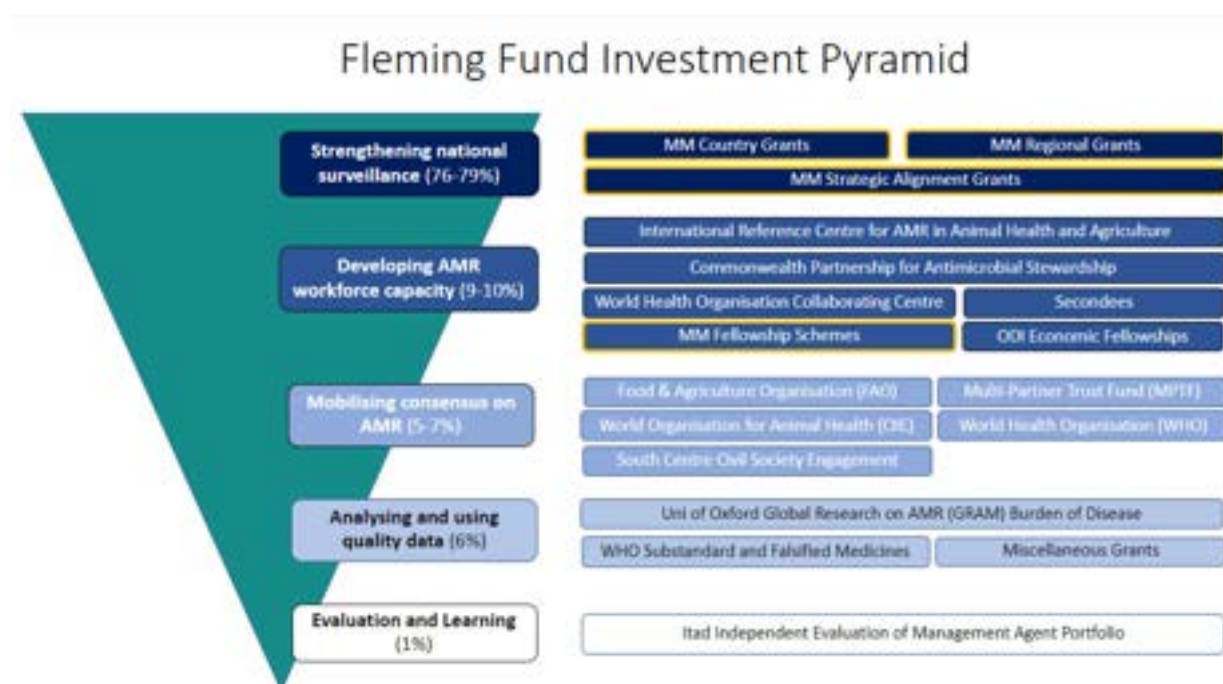 Fleming Fund Investment Pyramid
Strengthening national
surveillance (76-79%)
MM Country Grants
MM Regional Grants
MM Strategic Alignment Grants
Developing AMR
workforce capacity (9-10%)
International Reference Centre for AMR in Animal Health and Agriculture
Commonwealth Partnership for Antimicrobial Stewardship
World Health Organisation Collaborating Centre
Secondees
MM Fellowship Schemes
ODI Economic Fellowships
Mobilising consensus on
AMR (5-7%)
Food & Agriculture Organisation (FAO)
Multi-Partner Trust Fund (MPTF)
World Organisation for Animal Health (OIE)
World Health Organisation (WHO)
South Centre Civil Society Engagement
Analysing and using
quality data (6%)
Uni of Oxford Global Research on AMR (GRAM) Burden of Disease
WHO Substandard and Falsified Medicines
Miscellaneous Grants
Evaluation and Learning
(1%)
Itad Independent Evaluation of Management Agent Portfolio